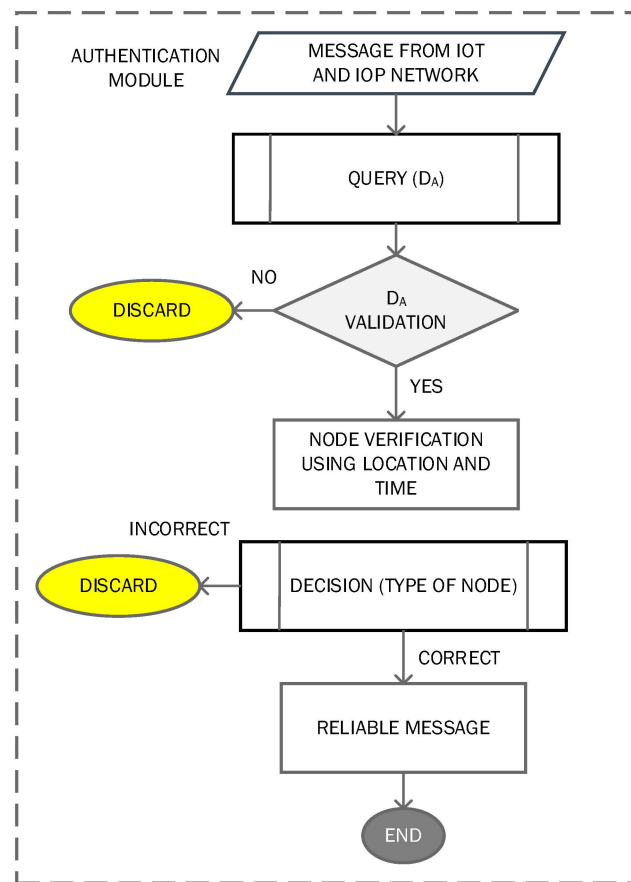 AUTHENTICATION
MODULE
MESSAGE FROM IOT
AND IOP NETWORK
QUERY (DA)
NO
DISCARD
DA
VALIDATION
YES
NODE VERIFICATION
USING LOCATION AND
TIME
INCORRECT
DISCARD
DECISION (TYPE OF NODE)
CORRECT
RELIABLE MESSAGE
END